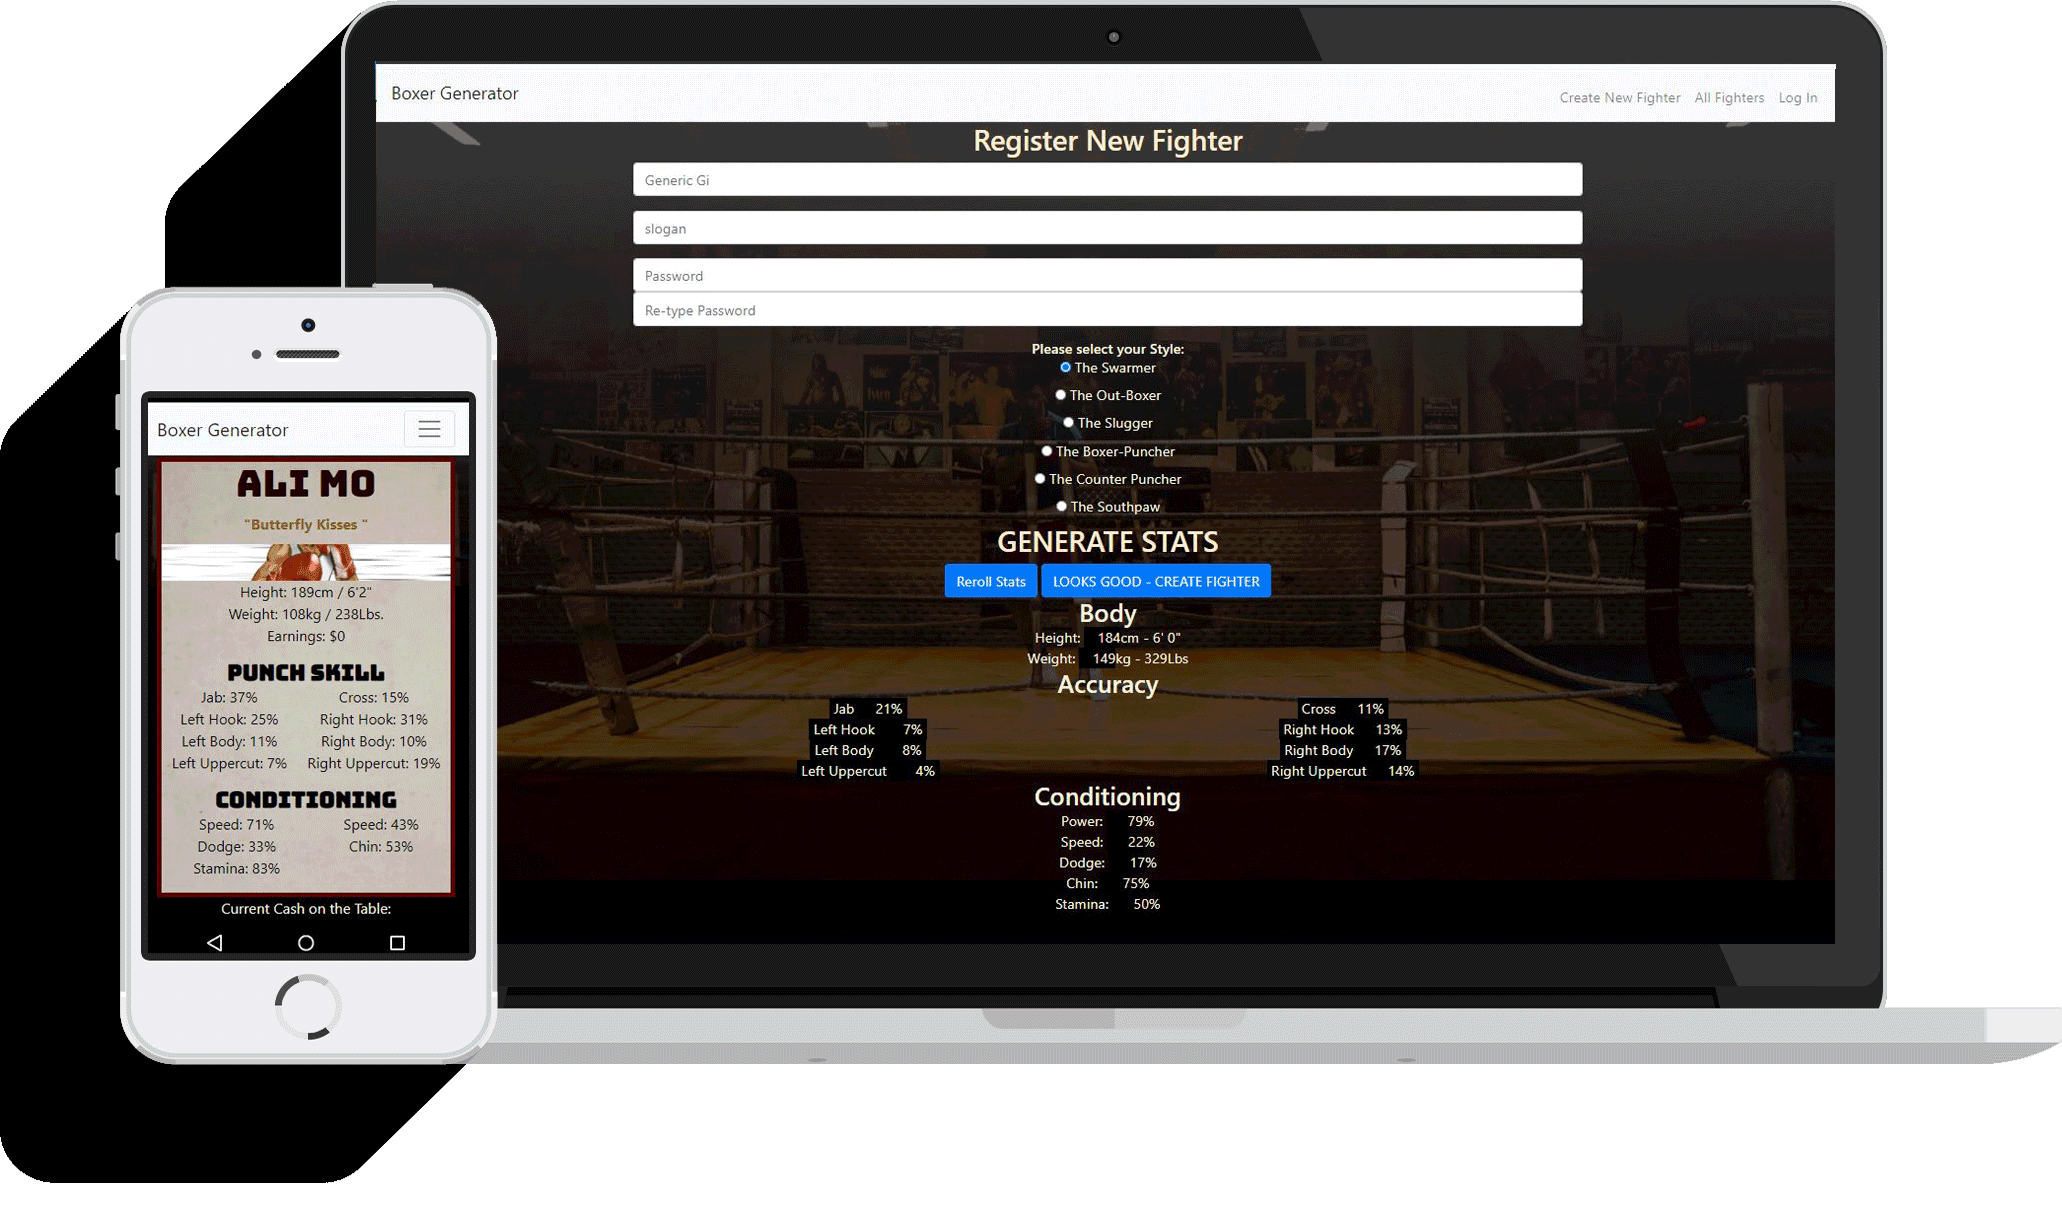 Boxer Generator
Create New Fighter All Fighters Log In
Register New Fighter
Generic Gi
slogan
Password
Re-type Password
Please select your Style:
The Swarmer
The Out-Boxer
The Slugger
The Boxer-Puncher
The Counter Puncher
The Southpaw
GENERATE STATS
Reroll Stats LOOKS GOOD - CREATE FIGHTER
Body
Height: 184cm - 6' 0"
Weight: 149kg - 329Lbs
Accuracy
Jab 21% Cross 11%
Left Hook 7% Right Hook 13%
Left Body 8% Right Body 17%
Left Uppercut 4% Right Uppercut 14%
Conditioning
Power: 79%
Speed: 22%
Dodge: 17%
Chin: 75%
Stamina: 50%
Boxer Generator
ALI MO
"Butterfly Kisses "
Height: 189cm / 6'2"
Weight: 108kg / 238Lbs.
Earnings: $0
PUNCH SKILL
Jab: 37% Cross: 15%
Left Hook: 25% Right Hook: 31%
Left Body: 11% Right Body: 10%
Left Uppercut: 7% Right Uppercut: 19%
CONDITIONING
Speed: 71% Speed: 43%
Dodge: 33% Chin: 53%
Stamina: 83%
Current Cash on the Table: